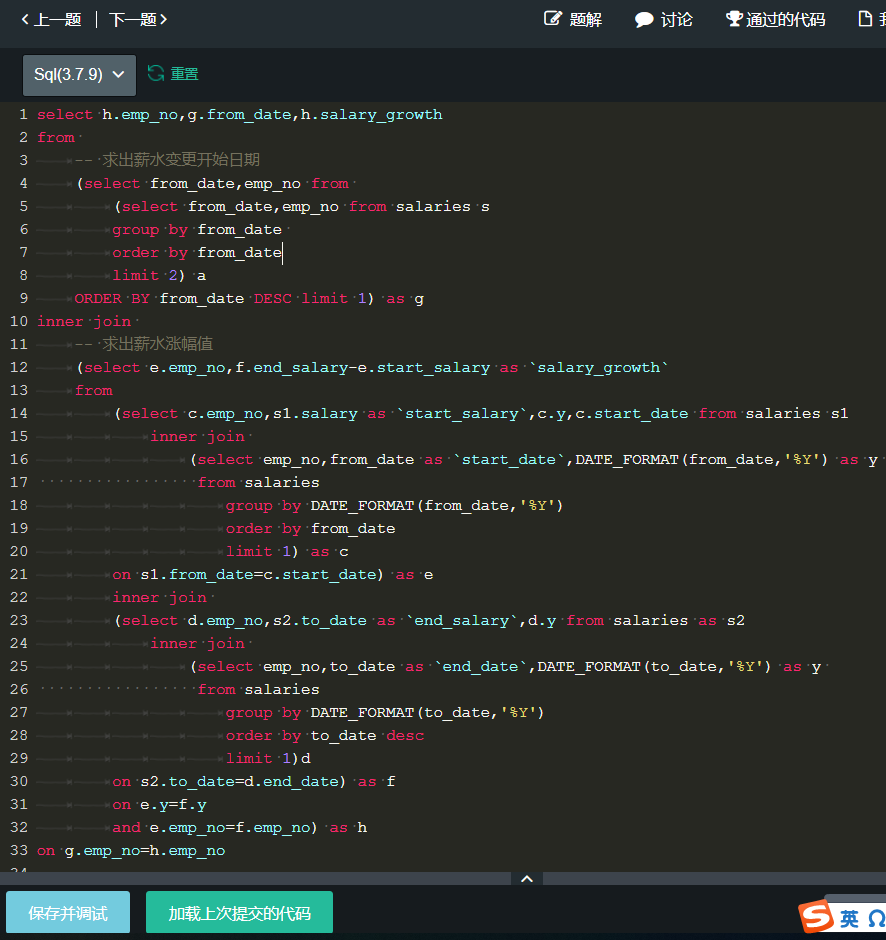 上一题 下一题 题解 讨论 通过的代码
Sql(3.7.9) 重置
1 select h.emp_no,g.from_date,h.salary_growth
2 from
3 -- 求出薪水变更开始日期
4 (select from_date,emp_no from
5 (select from_date,emp_no from salaries s
6 group by from_date
7 order by from_date
8 limit 2) a
9 ORDER BY from_date DESC limit 1) as g
10 inner join
11 -- 求出薪水涨幅值
12 (select e.emp_no,f.end_salary-e.start_salary as `salary_growth`
13 from
14 (select c.emp_no,s1.salary as `start_salary`,c.y,c.start_date from salaries s1
15 inner join
16 (select emp_no,from_date as `start_date`,DATE_FORMAT(from_date,'%Y') as y
17 from salaries
18 group by DATE_FORMAT(from_date,'%Y')
19 order by from_date
20 limit 1) as c
21 on s1.from_date=c.start_date) as e
22 inner join
23 (select d.emp_no,s2.to_date as `end_salary`,d.y from salaries as s2
24 inner join
25 (select emp_no,to_date as `end_date`,DATE_FORMAT(to_date,'%Y') as y
26 from salaries
27 group by DATE_FORMAT(to_date,'%Y')
28 order by to_date desc
29 limit 1)d
30 on s2.to_date=d.end_date) as f
31 on e.y=f.y
32 and e.emp_no=f.emp_no) as h
33 on g.emp_no=h.emp_no
保存并调试 加载上次提交的代码 英